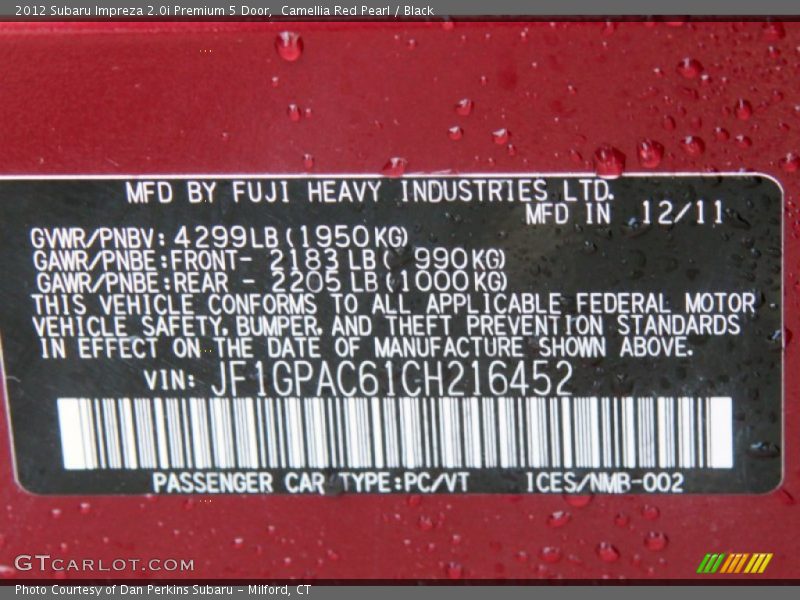 2012 Subaru Impreza 2.0i Premium 5 Door, Camellia Red Pearl / Black
MFD BY FUJI HEAVY INDUSTRIES LTD.
MFD IN 12/11
GVWR/PNBV: 4299LB(1950KG)
GAWR/PNBE:FRONT- 2183 LB( 990KG)
GAWR/PNBE:REAR - 2205 LB(1000KG)
THIS VEHICLE CONFORMS TO ALL APPLICABLE FEDERAL MOTOR
VEHICLE SAFETY, BUMPER, AND THEFT PREVENTION STANDARDS
IN EFFECT ON THE DATE OF MANUFACTURE SHOWN ABOVE.
VIN: JF1GPAC61CH216452
PASSENGER CAR TYPE:PC/VT ICES/NMB-002
GTCARLOT.COM
Photo Courtesy of Dan Perkins Subaru - Milford, CT